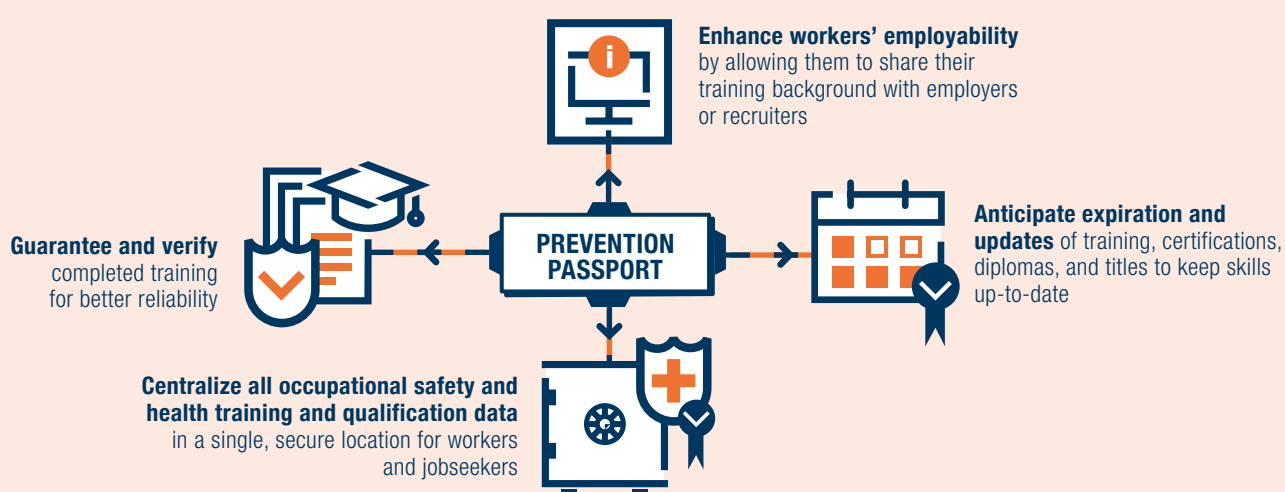 Enhance workers’ employability
by allowing them to share their
training background with employers
or recruiters
Guarantee and verify
completed training
for better reliability
PREVENTION
PASSPORT
Anticipate expiration and
updates of training, certifications,
diplomas, and titles to keep skills
up-to-date
Centralize all occupational safety and
health training and qualification data
in a single, secure location for workers
and jobseekers